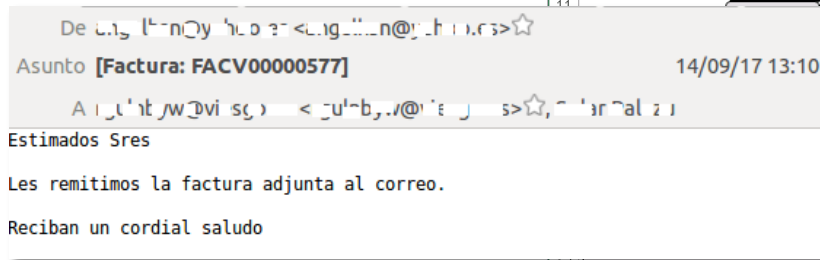 De
Asunto [Factura: FACV00000577] 14/09/17 13:10
A
Estimados Sres
Les remitimos la factura adjunta al correo.
Reciban un cordial saludo